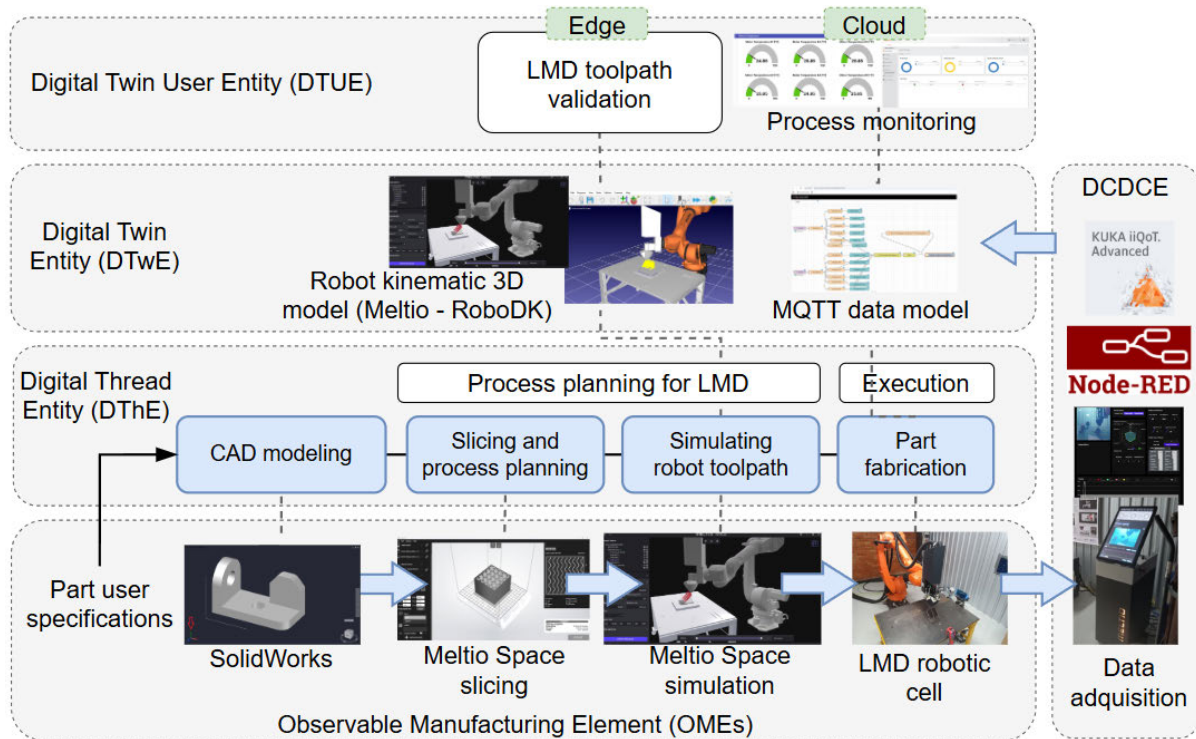 Edge
Cloud
Digital Twin User Entity (DTUE)
LMD toolpath
validation
Process monitoring
Digital Twin
Entity (DTwE)
Robot kinematic 3D
model (Meltio - RoboDK)
MQTT data model
DCDCE
KUKA iiQoT.
Advanced
Node-RED
Digital Thread
Entity (DThE)
Process planning for LMD
Execution
CAD modeling
Slicing and
process planning
Simulating
robot toolpath
Part
fabrication
Part user
specifications
SolidWorks
Meltio Space
slicing
Meltio Space
simulation
LMD robotic
cell
Data
adquisition
Observable Manufacturing Element (OMEs)